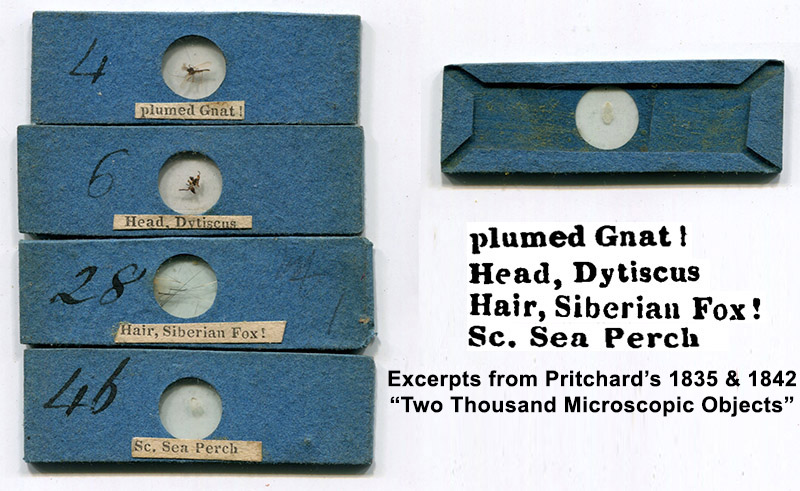 4
plumed Gnat!
6
Head, Dytiscus
28
Hair, Siberian Fox!
46
Sc. Sea Perch
plumed Gnat!
Head, Dytiscus
Hair, Siberian Fox!
Sc. Sea Perch
Excerpts from Pritchard's 1835 & 1842
“Two Thousand Microscopic Objects”